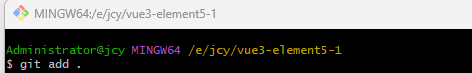 MINGW64:/e/jcy/vue3-element5-1
Administrator@jcy MINGW64 /e/jcy/vue3-element5-1
$ git add .